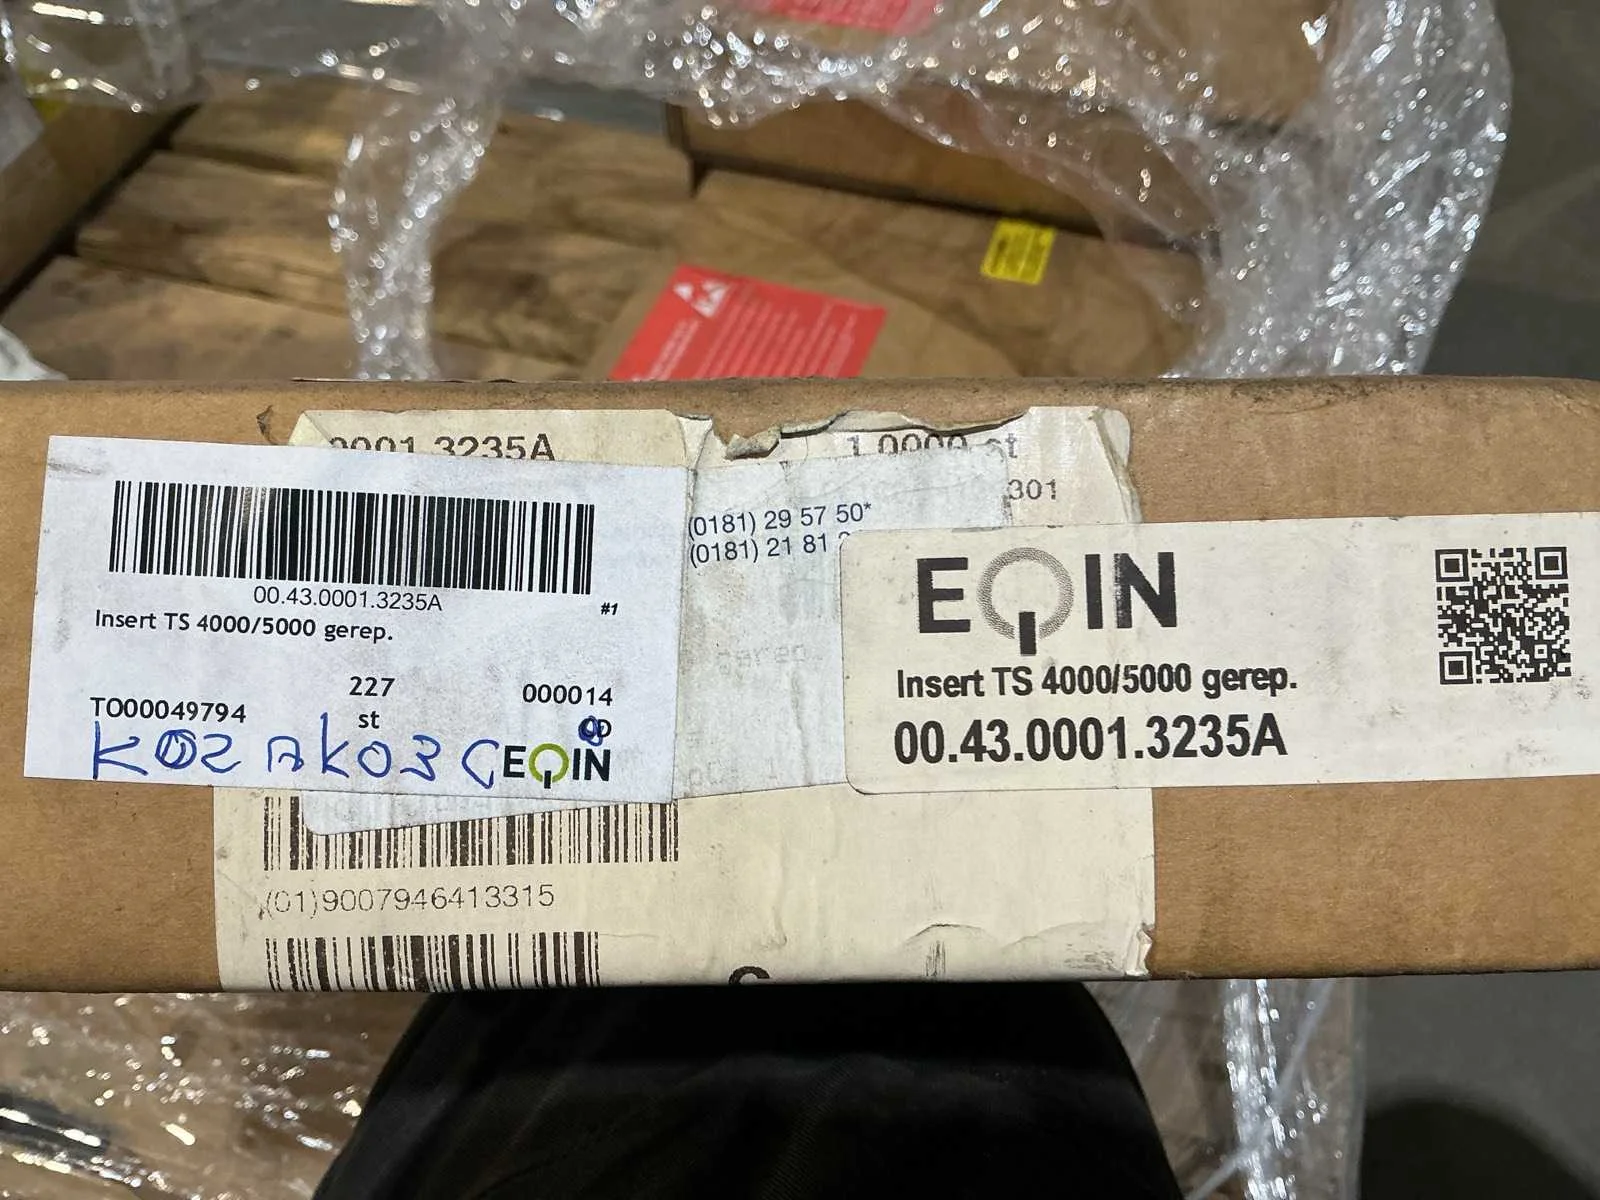 0001.3235A
1.0000 st
301
(0181) 29 57 50*
(0181) 21 81
00.43.0001.3235A
#1
Insert TS 4000/5000 gerep.
227
000014
TO00049794
st
K02 A K03 C
EQIN
EQIN
Insert TS 4000/5000 gerep.
00.43.0001.3235A
(01)9007946413315